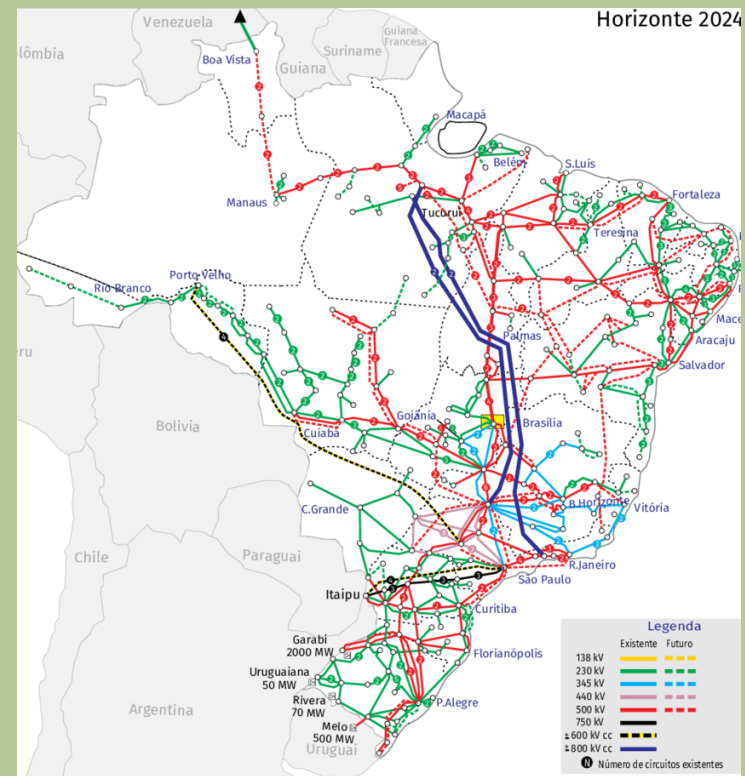 Horizonte 2024
Venezuela
Guiana
Francesa
Suriname
Guiana
Boa Vista
Macapá
Belém
S.Luís
Fortaleza
Manaus
Tucuruí
Teresina
Porto Velho
Rio Branco
Palmas
Aracaju
Salvador
Bolivia
Goiânia
Brasília
Cuiabá
C.Grande
B.Horizonte
Vitória
Chile
Paraguai
R.Janeiro
São Paulo
Itaipu
Curitiba
Garabi
2000 MW
Florianópolis
Uruguaiana
50 MW
Rivera
70 MW
P.Alegre
Melo
500 MW
Argentina
Uruguai
Legenda
Existente Futuro
138 kV
230 kV
345 kV
440 kV
500 kV
750 kV
±600 kV cc
±800 kV cc
N Número de circuitos existentes